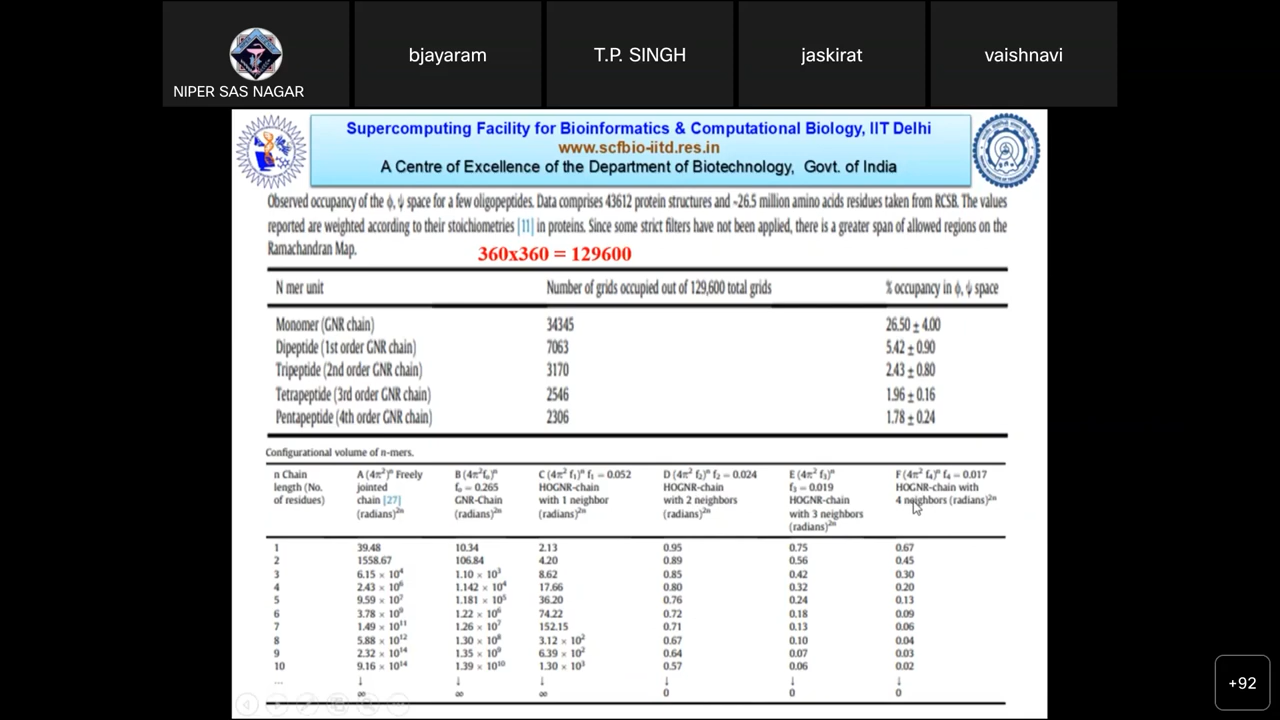 bjayaram
T.P. SINGH
jaskirat
vaishnavi
NIPER SAS NAGAR
Supercomputing Facility for Bioinformatics & Computational Biology, IIT Delhi
www.scfbio-iitd.res.in
A Centre of Excellence of the Department of Biotechnology, Govt. of India
Observed occupancy of the ϕ, ψ space for a few oligopeptides. Data comprises 43612 protein structures and ~26.5 million amino acids residues taken from RCSB. The values
reported are weighted according to their stoichiometries [11] in proteins. Since some strict filters have not been applied, there is a greater span of allowed regions on the
Ramachandran Map.
360x360 = 129600
N mer unit Number of grids occupied out of 129,600 total grids % occupancy in ϕ, ψ space
Monomer (GNR chain) 34345 26.50 ± 4.00
Dipeptide (1st order GNR chain) 7063 5.42 ± 0.90
Tripeptide (2nd order GNR chain) 3170 2.43 ± 0.80
Tetrapeptide (3rd order GNR chain) 2546 1.96 ± 0.16
Pentapeptide (4th order GNR chain) 2306 1.78 ± 0.24
Configurational volume of n-mers.
n Chain A (4π²)ⁿ Freely B (4π²fₒ)ⁿ C (4π² f₁)ⁿ f₁ = 0.052 D (4π² f₂)ⁿ f₂ = 0.024 E (4π² f₃)ⁿ F (4π² f₄)ⁿ f₄ = 0.017
length (No. jointed fₒ = 0.265 HOGNR-chain HOGNR-chain f₃ = 0.019 HOGNR-chain with
of residues) chain [27] GNR-Chain with 1 neighbor with 2 neighbors HOGNR-chain 4 neighbors (radians)²ⁿ
(radians)²ⁿ (radians)²ⁿ (radians)²ⁿ (radians)²ⁿ with 3 neighbors
(radians)²ⁿ
1 39.48 10.34 2.13 0.95 0.75 0.67
2 1558.67 106.84 4.20 0.89 0.56 0.45
3 6.15 × 10⁴ 1.10 × 10³ 8.62 0.85 0.42 0.30
4 2.43 × 10⁶ 1.142 × 10⁴ 17.66 0.80 0.32 0.20
5 9.59 × 10⁷ 1.181 × 10⁵ 36.20 0.76 0.24 0.13
6 3.78 × 10⁹ 1.22 × 10⁶ 74.22 0.72 0.18 0.09
7 1.49 × 10¹¹ 1.26 × 10⁷ 152.15 0.71 0.13 0.06
8 5.88 × 10¹² 1.30 × 10⁸ 3.12 × 10² 0.67 0.10 0.04
9 2.32 × 10¹⁴ 1.35 × 10⁹ 6.39 × 10² 0.64 0.07 0.03
10 9.16 × 10¹⁴ 1.39 × 10¹⁰ 1.30 × 10³ 0.57 0.06 0.02
... ↓ ↓ ↓ ↓ ↓ ↓
∞ ∞ ∞ 0 0 0
+92